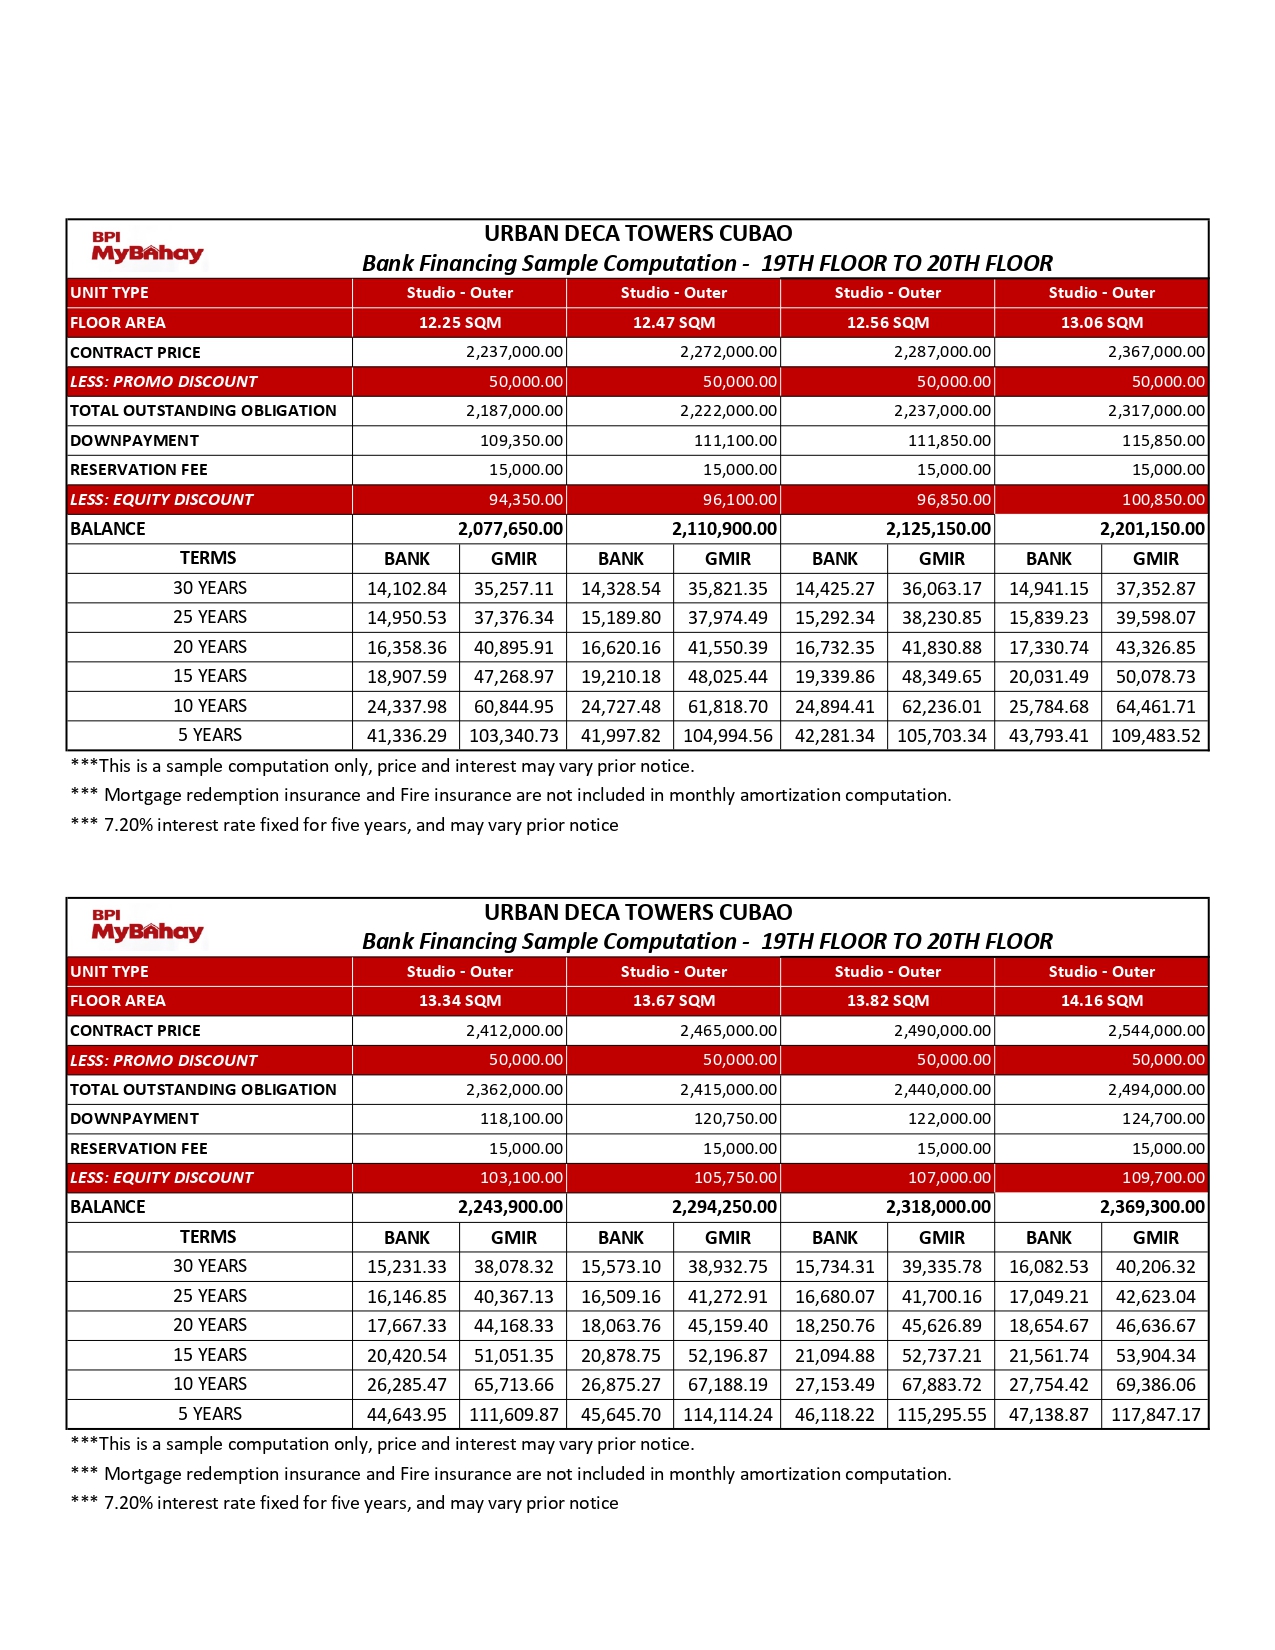 BPI
MyBahay
URBAN DECA TOWERS CUBAO
Bank Financing Sample Computation - 19TH FLOOR TO 20TH FLOOR
UNIT TYPE Studio - Outer Studio - Outer Studio - Outer Studio - Outer
FLOOR AREA 12.25 SQM 12.47 SQM 12.56 SQM 13.06 SQM
CONTRACT PRICE 2,237,000.00 2,272,000.00 2,287,000.00 2,367,000.00
LESS: PROMO DISCOUNT 50,000.00 50,000.00 50,000.00 50,000.00
TOTAL OUTSTANDING OBLIGATION 2,187,000.00 2,222,000.00 2,237,000.00 2,317,000.00
DOWNPAYMENT 109,350.00 111,100.00 111,850.00 115,850.00
RESERVATION FEE 15,000.00 15,000.00 15,000.00 15,000.00
LESS: EQUITY DISCOUNT 94,350.00 96,100.00 96,850.00 100,850.00
BALANCE 2,077,650.00 2,110,900.00 2,125,150.00 2,201,150.00
TERMS BANK GMIR BANK GMIR BANK GMIR BANK GMIR
30 YEARS 14,102.84 35,257.11 14,328.54 35,821.35 14,425.27 36,063.17 14,941.15 37,352.87
25 YEARS 14,950.53 37,376.34 15,189.80 37,974.49 15,292.34 38,230.85 15,839.23 39,598.07
20 YEARS 16,358.36 40,895.91 16,620.16 41,550.39 16,732.35 41,830.88 17,330.74 43,326.85
15 YEARS 18,907.59 47,268.97 19,210.18 48,025.44 19,339.86 48,349.65 20,031.49 50,078.73
10 YEARS 24,337.98 60,844.95 24,727.48 61,818.70 24,894.41 62,236.01 25,784.68 64,461.71
5 YEARS 41,336.29 103,340.73 41,997.82 104,994.56 42,281.34 105,703.34 43,793.41 109,483.52
***This is a sample computation only, price and interest may vary prior notice.
*** Mortgage redemption insurance and Fire insurance are not included in monthly amortization computation.
*** 7.20% interest rate fixed for five years, and may vary prior notice
BPI
MyBahay
URBAN DECA TOWERS CUBAO
Bank Financing Sample Computation - 19TH FLOOR TO 20TH FLOOR
UNIT TYPE Studio - Outer Studio - Outer Studio - Outer Studio - Outer
FLOOR AREA 13.34 SQM 13.67 SQM 13.82 SQM 14.16 SQM
CONTRACT PRICE 2,412,000.00 2,465,000.00 2,490,000.00 2,544,000.00
LESS: PROMO DISCOUNT 50,000.00 50,000.00 50,000.00 50,000.00
TOTAL OUTSTANDING OBLIGATION 2,362,000.00 2,415,000.00 2,440,000.00 2,494,000.00
DOWNPAYMENT 118,100.00 120,750.00 122,000.00 124,700.00
RESERVATION FEE 15,000.00 15,000.00 15,000.00 15,000.00
LESS: EQUITY DISCOUNT 103,100.00 105,750.00 107,000.00 109,700.00
BALANCE 2,243,900.00 2,294,250.00 2,318,000.00 2,369,300.00
TERMS BANK GMIR BANK GMIR BANK GMIR BANK GMIR
30 YEARS 15,231.33 38,078.32 15,573.10 38,932.75 15,734.31 39,335.78 16,082.53 40,206.32
25 YEARS 16,146.85 40,367.13 16,509.16 41,272.91 16,680.07 41,700.16 17,049.21 42,623.04
20 YEARS 17,667.33 44,168.33 18,063.76 45,159.40 18,250.76 45,626.89 18,654.67 46,636.67
15 YEARS 20,420.54 51,051.35 20,878.75 52,196.87 21,094.88 52,737.21 21,561.74 53,904.34
10 YEARS 26,285.47 65,713.66 26,875.27 67,188.19 27,153.49 67,883.72 27,754.42 69,386.06
5 YEARS 44,643.95 111,609.87 45,645.70 114,114.24 46,118.22 115,295.55 47,138.87 117,847.17
***This is a sample computation only, price and interest may vary prior notice.
*** Mortgage redemption insurance and Fire insurance are not included in monthly amortization computation.
*** 7.20% interest rate fixed for five years, and may vary prior notice